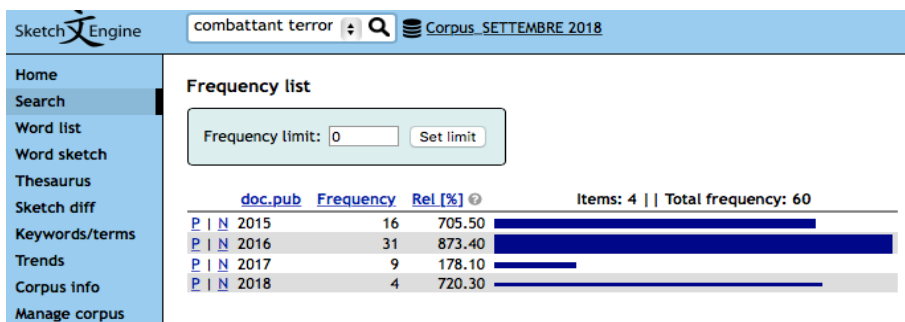 Sketch Engine
combattant terror
Corpus_SETTEMBRE 2018
Home
Search
Word list
Word sketch
Thesaurus
Sketch diff
Keywords/terms
Trends
Corpus info
Manage corpus
Frequency list
Frequency limit: 0 Set limit
doc.pub Frequency Rel [%] ? Items: 4 | | Total frequency: 60
P | N 2015 16 705.50
P | N 2016 31 873.40
P | N 2017 9 178.10
P | N 2018 4 720.30